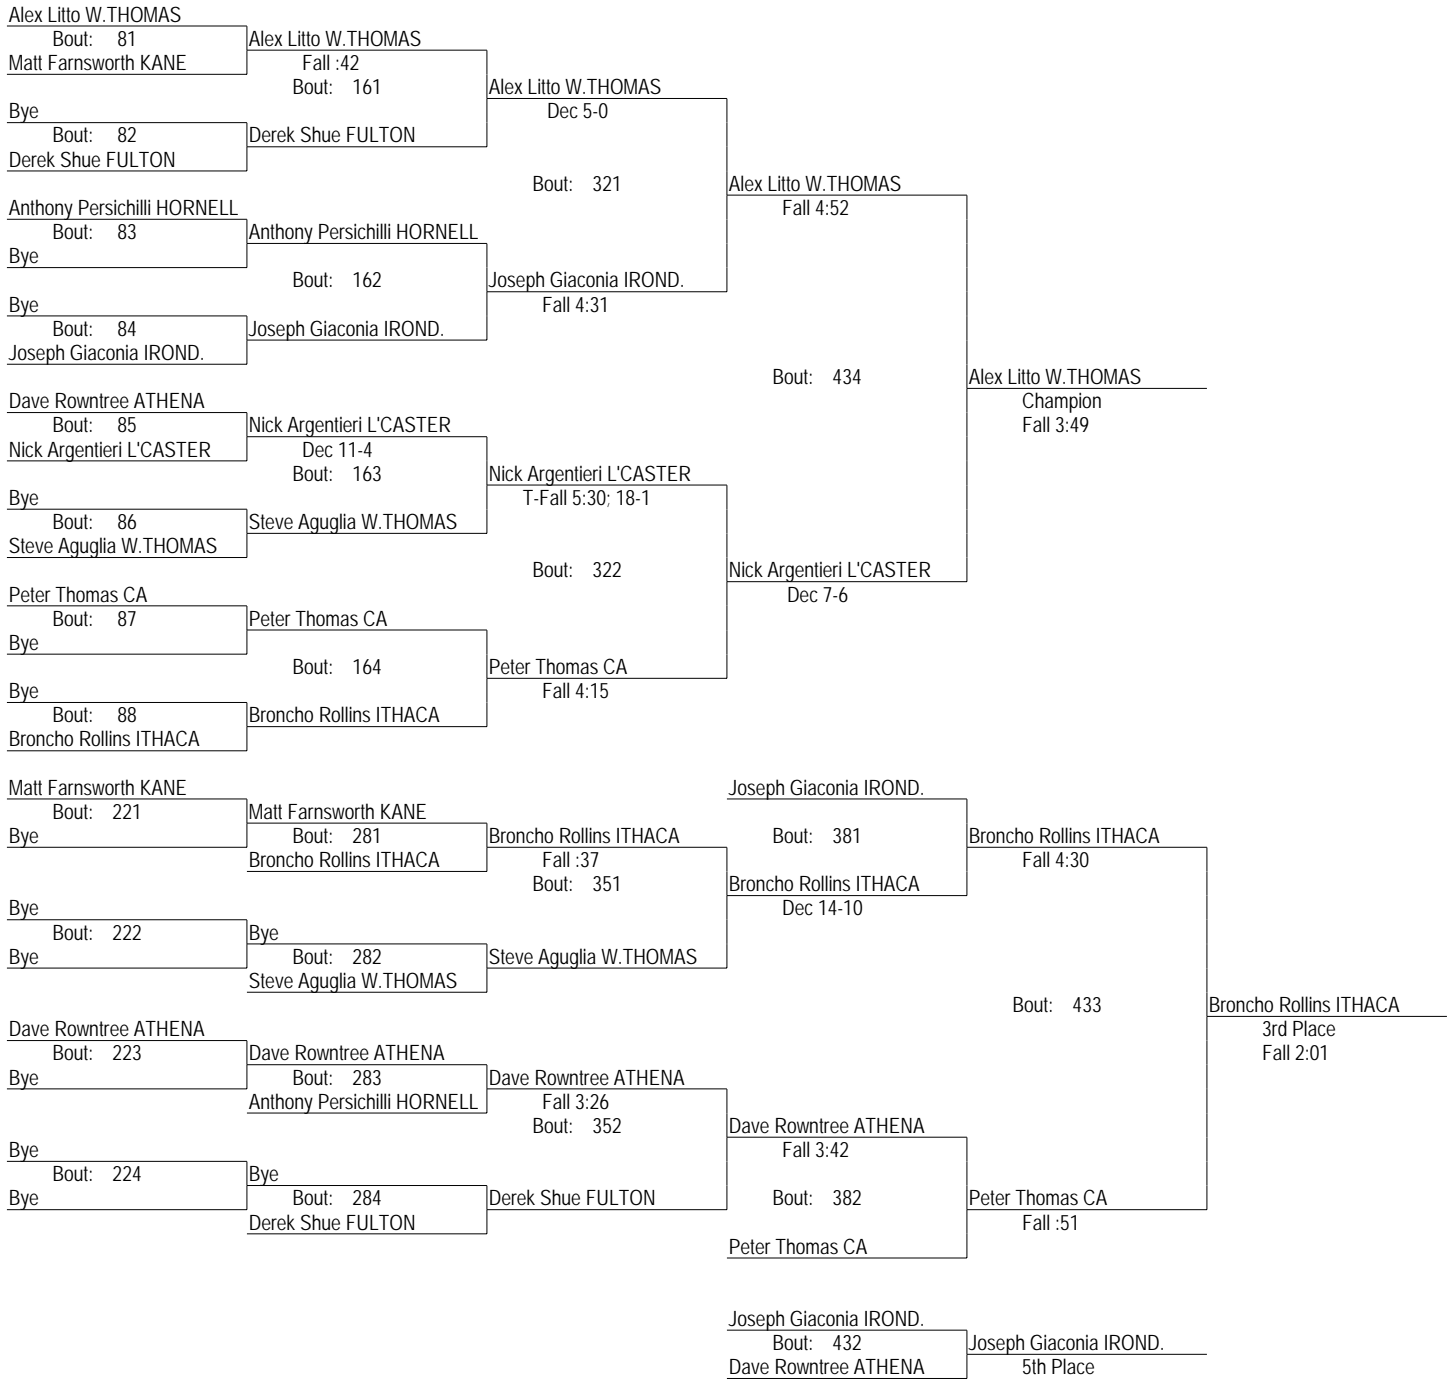 Alex Litto W.THOMAS
Bout: 81
Alex Litto W.THOMAS
Matt Farnsworth KANE
Fall :42
Bout: 161
Alex Litto W.THOMAS
Bye
Dec 5-0
Bout: 82
Derek Shue FULTON
Derek Shue FULTON
Bout: 321
Alex Litto W.THOMAS
Anthony Persichilli HORNELL
Fall 4:52
Bout: 83
Anthony Persichilli HORNELL
Bye
Bout: 162
Joseph Giaconia IROND.
Bye
Fall 4:31
Bout: 84
Joseph Giaconia IROND.
Joseph Giaconia IROND.
Bout: 434
Alex Litto W.THOMAS
Dave Rowntree ATHENA
Champion
Bout: 85
Nick Argentieri L'CASTER
Fall 3:49
Nick Argentieri L'CASTER
Dec 11-4
Bout: 163
Nick Argentieri L'CASTER
Bye
T-Fall 5:30; 18-1
Bout: 86
Steve Aguglia W.THOMAS
Steve Aguglia W.THOMAS
Bout: 322
Nick Argentieri L'CASTER
Peter Thomas CA
Dec 7-6
Bout: 87
Peter Thomas CA
Bye
Bout: 164
Peter Thomas CA
Bye
Fall 4:15
Bout: 88
Broncho Rollins ITHACA
Broncho Rollins ITHACA
Matt Farnsworth KANE
Joseph Giaconia IROND.
Bout: 221
Matt Farnsworth KANE
Bye
Bout: 281
Broncho Rollins ITHACA
Bout: 381
Broncho Rollins ITHACA
Broncho Rollins ITHACA
Fall :37
Fall 4:30
Bout: 351
Broncho Rollins ITHACA
Bye
Dec 14-10
Bout: 222
Bye
Bye
Bout: 282
Steve Aguglia W.THOMAS
Steve Aguglia W.THOMAS
Bout: 433
Broncho Rollins ITHACA
Dave Rowntree ATHENA
3rd Place
Bout: 223
Dave Rowntree ATHENA
Fall 2:01
Bye
Bout: 283
Dave Rowntree ATHENA
Anthony Persichilli HORNELL
Fall 3:26
Bout: 352
Dave Rowntree ATHENA
Bye
Fall 3:42
Bout: 224
Bye
Bye
Bout: 284
Derek Shue FULTON
Bout: 382
Peter Thomas CA
Derek Shue FULTON
Fall :51
Peter Thomas CA
Joseph Giaconia IROND.
Bout: 432
Joseph Giaconia IROND.
Dave Rowntree ATHENA
5th Place